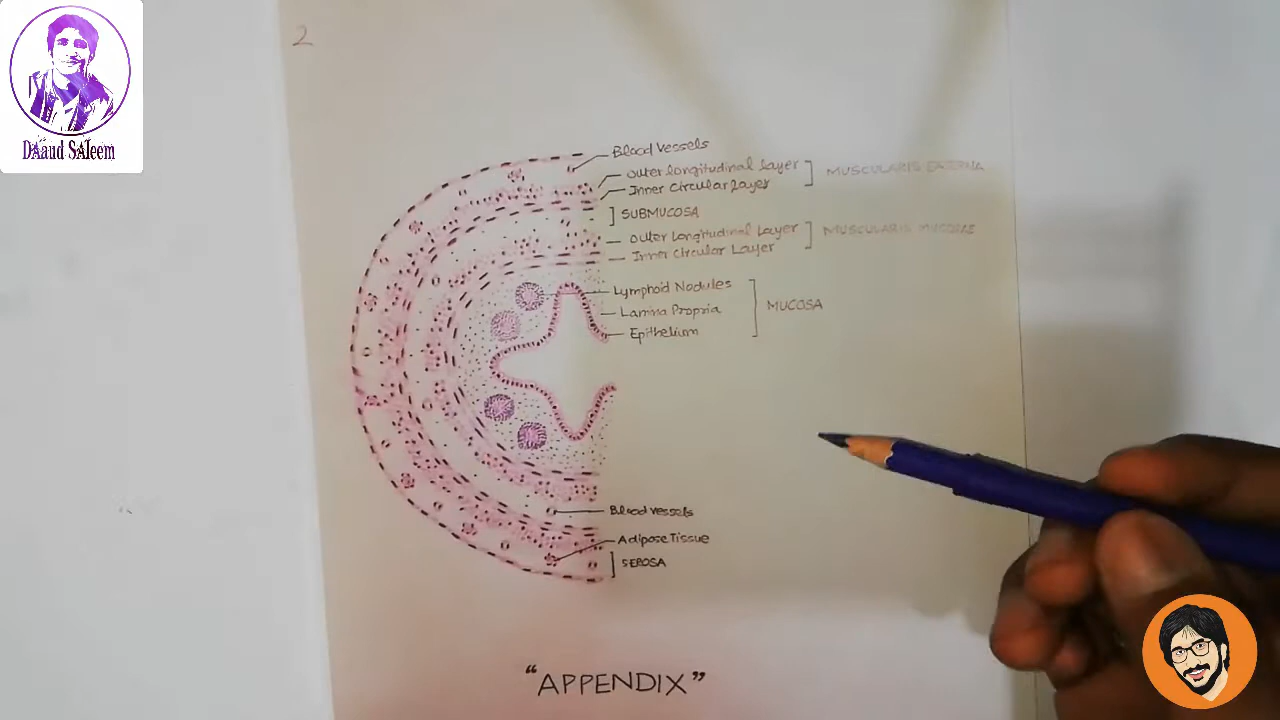 DAaud SAleem
2
Blood Vessels
Outer longitudinal layer
Inner Circular Layer
MUSCULARIS EXTERNA
SUBMUCOSA
Outer Longitudinal Layer
Inner Circular Layer
MUSCULARIS MUCOSAE
Lymphoid Nodules
Lamina Propria
Epithelium
MUCOSA
Blood vessels
Adipose Tissue
SEROSA
"APPENDIX"